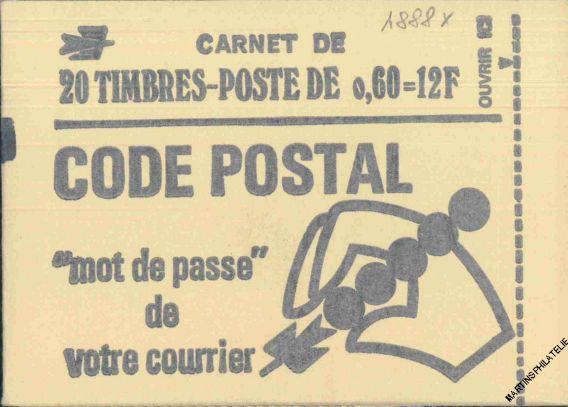 1888 x
CARNET DE
20 TIMBRES-POSTE DE 0,60=12F
OUVRIR ICI
CODE POSTAL
"mot de passe"
de
votre courrier
MARTINS PHILATELIE